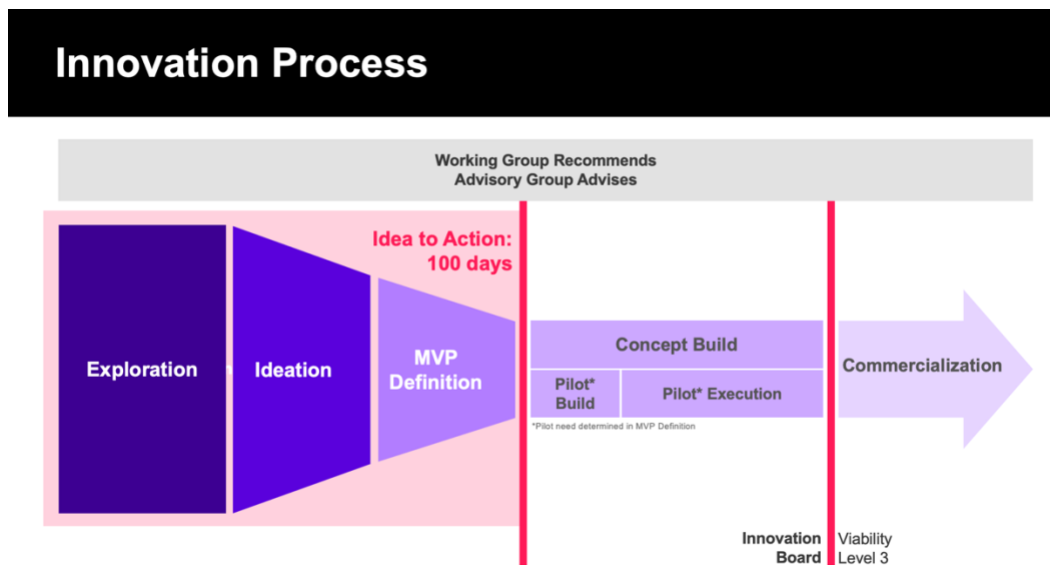 Innovation Process
Working Group Recommends
Advisory Group Advises
Idea to Action:
100 days
Exploration
Ideation
MVP
Definition
Concept Build
Pilot*
Build
Pilot* Execution
*Pilot need determined in MVP Definition
Commercialization
Innovation
Board
Viability
Level 3